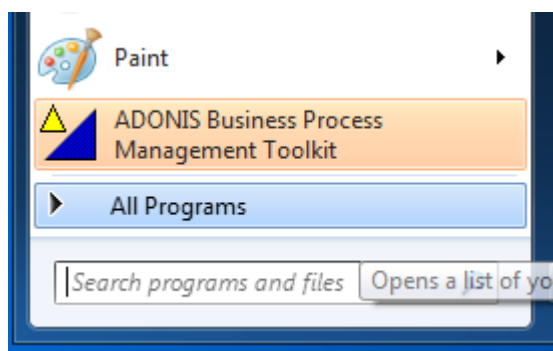 Paint
ADONIS Business Process
Management Toolkit
All Programs
Search programs and files
Opens a list of yo